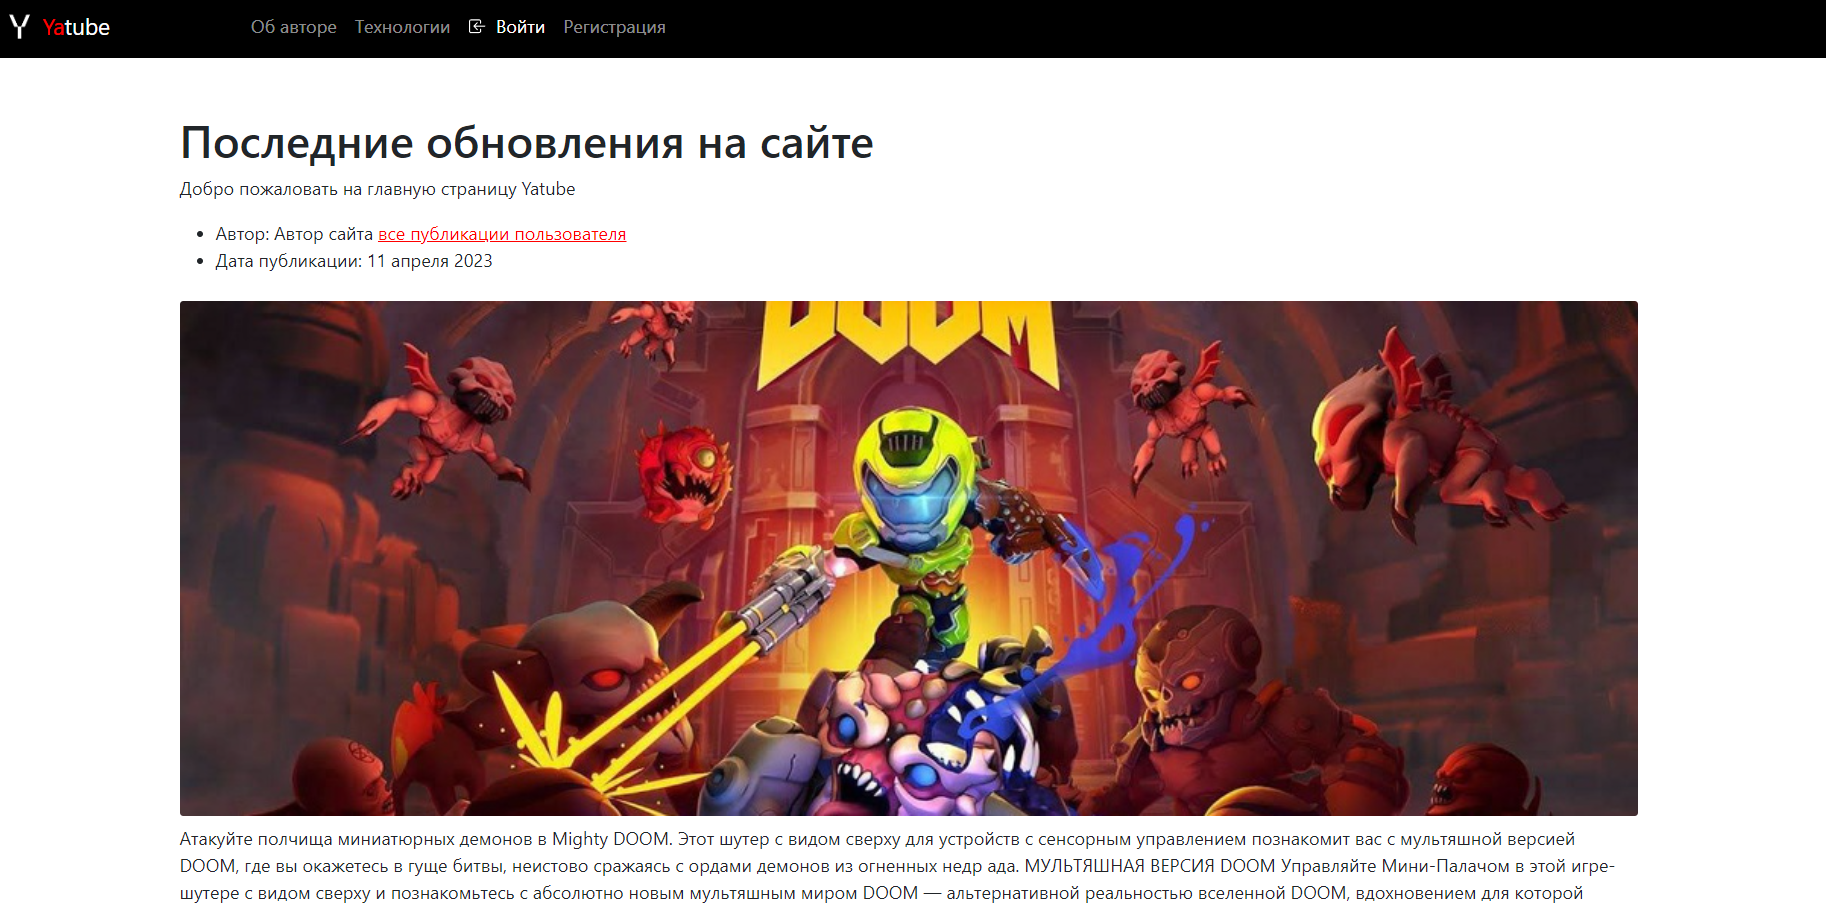 Yatube Об авторе Технологии Войти Регистрация
Последние обновления на сайте
Добро пожаловать на главную страницу Yatube
Автор: Автор сайта все публикации пользователя
Дата публикации: 11 апреля 2023
DOOM
Атакуйте полчища миниатюрных демонов в Mighty DOOM. Этот шутер с видом сверху для устройств с сенсорным управлением познакомит вас с мультяшной версией
DOOM, где вы окажетесь в гуще битвы, неистово сражаясь с ордами демонов из огненных недр ада. МУЛЬТЯШНАЯ ВЕРСИЯ DOOM Управляйте Мини-Палачом в этой игре-
шутере с видом сверху и познакомьтесь с абсолютно новым мультяшным миром DOOM — альтернативной реальностью вселенной DOOM, вдохновением для которой